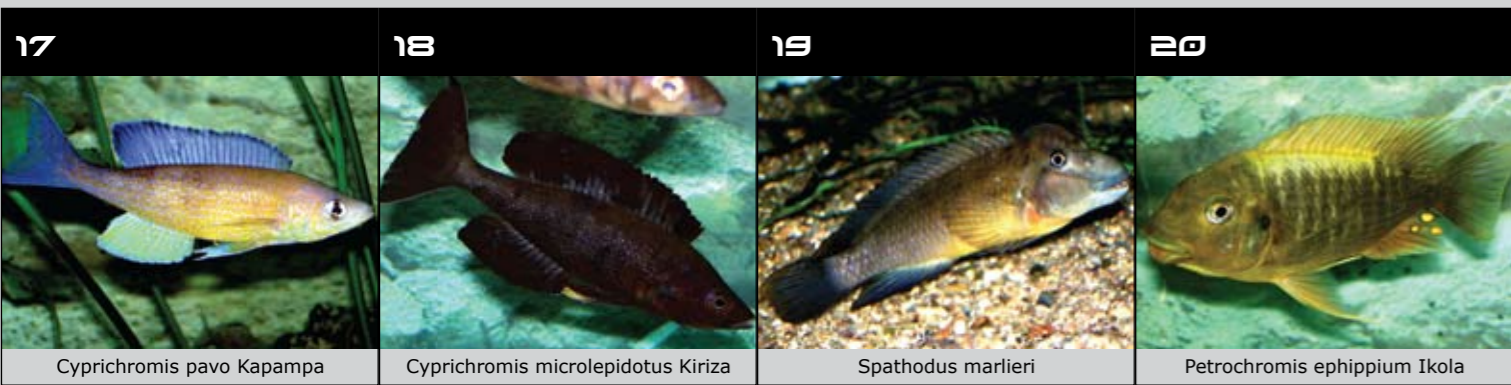 17
18
19
20
Cyprichromis pavo Kapampa
Cyprichromis microlepidotus Kiriza
Spathodus marlieri
Petrochromis ephippium Ikola